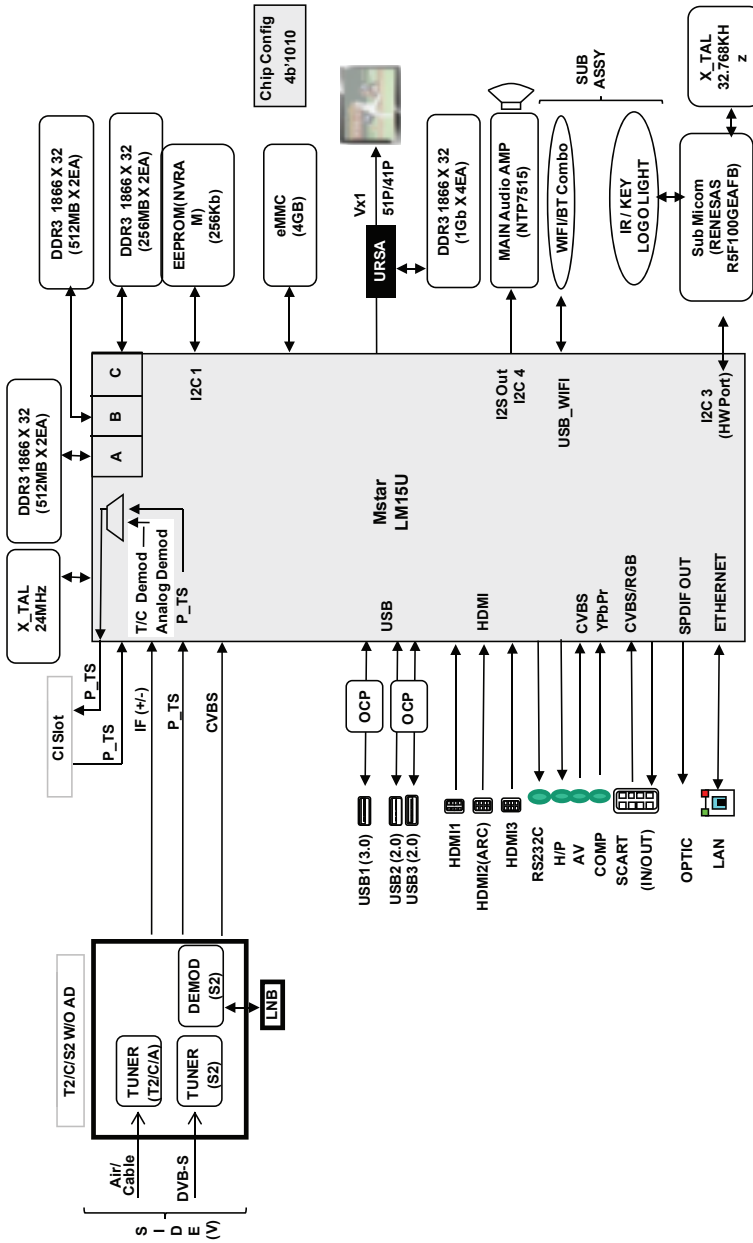 S
I
D
E
(V)
Air/
Cable
DVB-S
T2/C/S2 W/O AD
TUNER
(T2/C/A)
TUNER
(S2)
DEMOD
(S2)
LNB
CI Slot
P_TS
P_TS
IF (+/-)
P_TS
CVBS
X_TAL
24MHz
DDR3 1866 X 32
(512MB X 2EA)
DDR3 1866 X 32
(512MB X 2EA)
DDR3 1866 X 32
(256MB X 2EA)
EEPROM(NVRA
M)
(256Kb)
eMMC
(4GB)
Chip Config
4b'1010
A
B
C
T/C Demod
Analog Demod
P_TS
I2C 1
Mstar
LM15U
URSA
Vx1
51P/41P
DDR3 1866 X 32
(1Gb X 4EA)
I2S Out
I2C 4
MAIN Audio AMP
(NTP7515)
USB_WIFI
WIFI/BT Combo
SUB
ASSY
IR / KEY
LOGO LIGHT
I2C 3
(HW Port)
Sub Micom
(RENESAS
R5F100GEAFB)
X_TAL
32.768KH
z
USB1 (3.0)
OCP
USB
USB2 (2.0)
USB3 (2.0)
OCP
HDMI1
HDMI2(ARC)
HDMI
HDMI3
RS232C
H/P
AV
CVBS
COMP
YPbPr
SCART
(IN/OUT)
CVBS/RGB
OPTIC
SPDIF OUT
LAN
ETHERNET